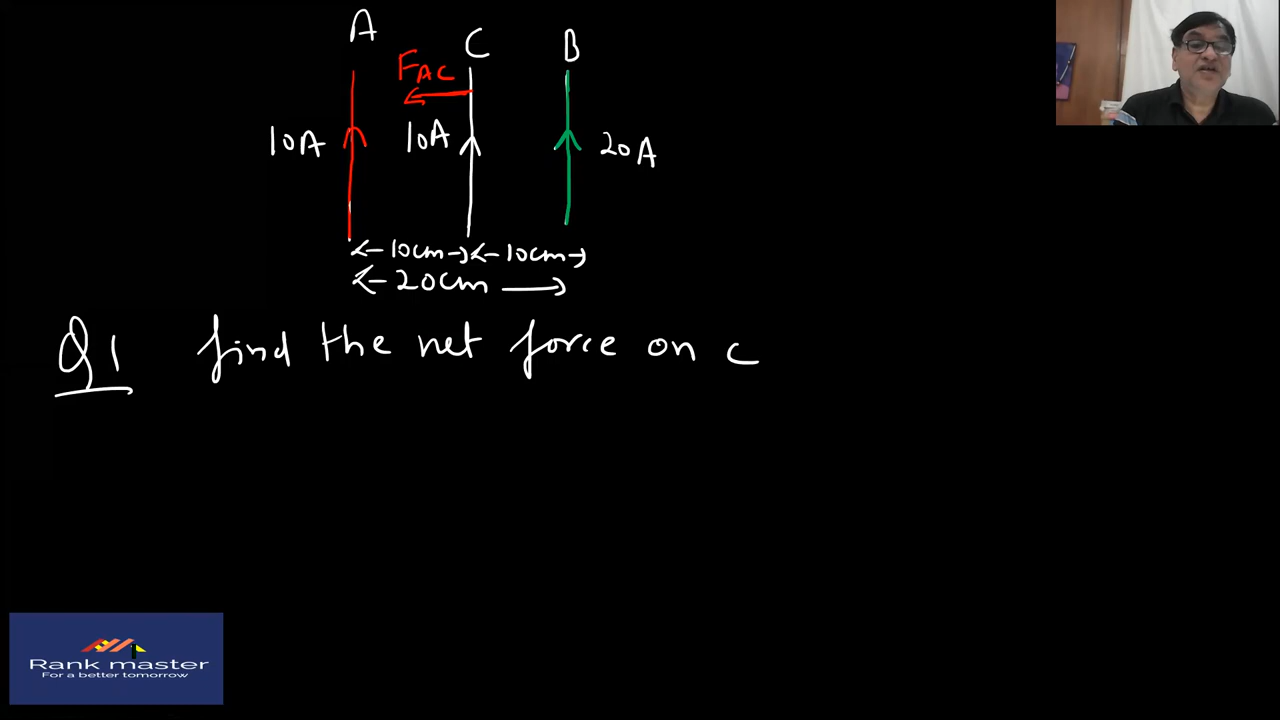 A
C
B
FAC
10A
10A
20A
10cm
10cm
20cm
Q1 find the net force on c
Rank master
For a better tomorrow